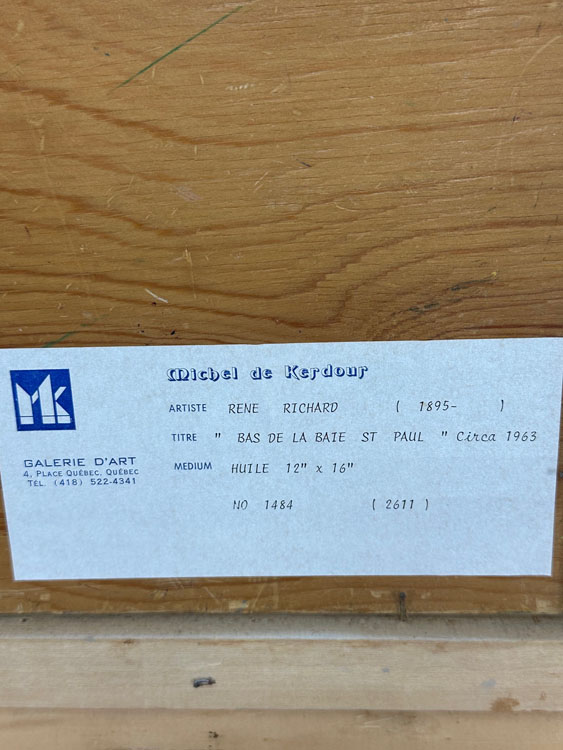 MK
Michel de Kerdour
ARTISTE RENE RICHARD ( 1895- )
TITRE " BAS DE LA BAIE ST PAUL " Circa 1963
MEDIUM HUILE 12" x 16"
NO 1484 ( 2611 )
GALERIE D'ART
4, PLACE QUÉBEC, QUÉBEC
TÉL. (418) 522-4341